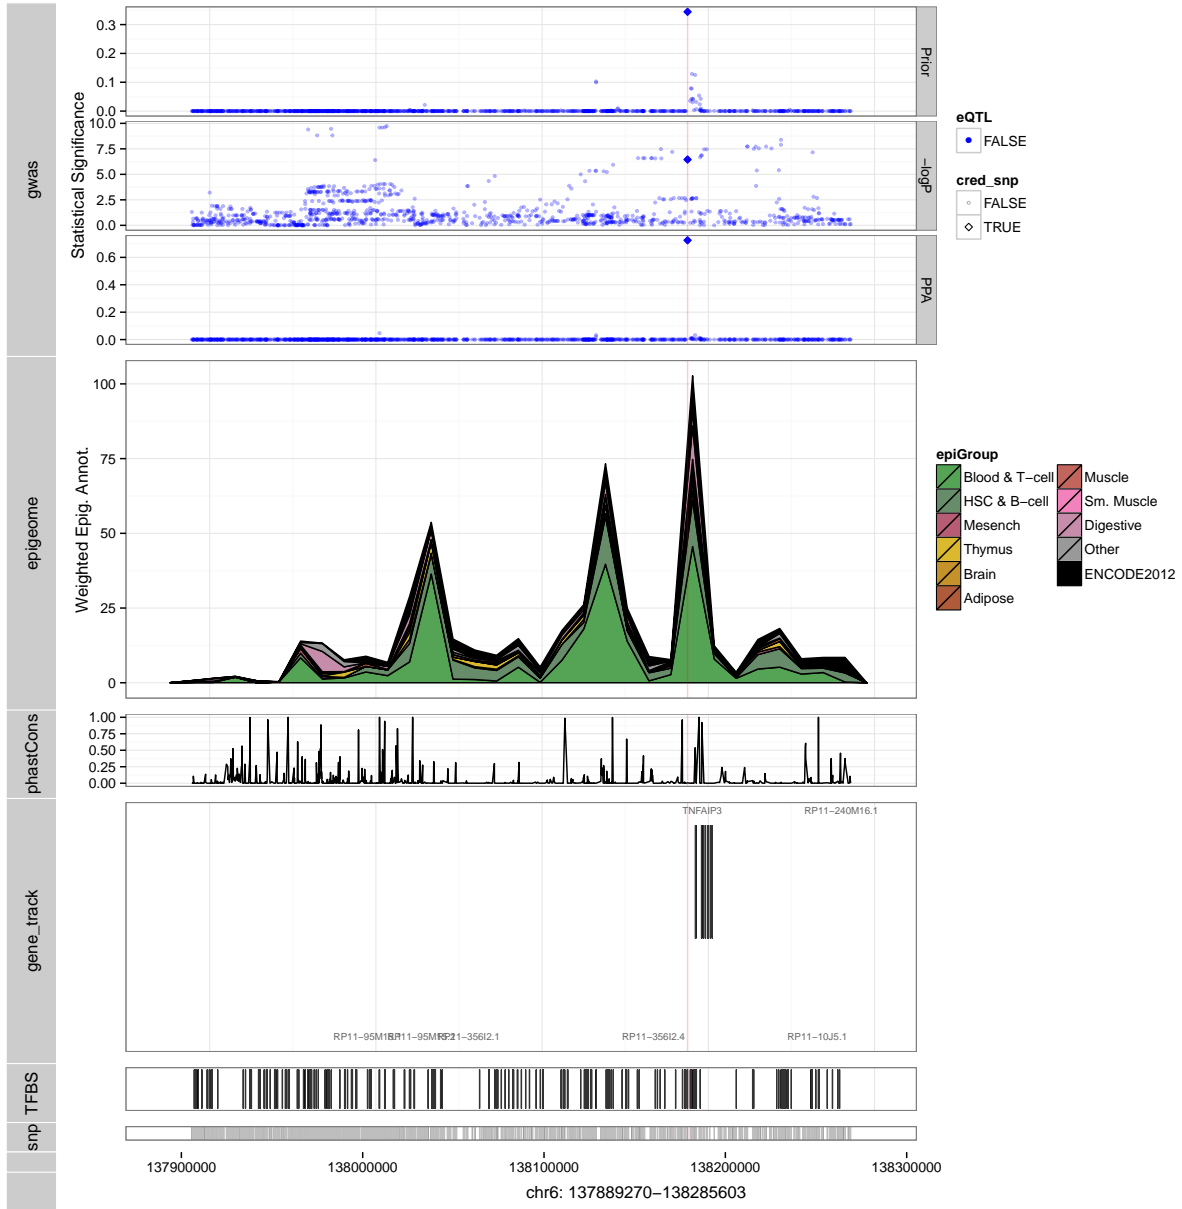 gwas
Statistical Significance
0.3
0.2
0.1
0.0
Prior
10.0
7.5
5.0
2.5
0.0
−logP
0.6
0.4
0.2
0.0
PPA
eQTL
FALSE
cred_snp
FALSE
TRUE
epigeome
Weighted Epig. Annot.
100
75
50
25
0
epiGroup
Blood & T−cell
HSC & B−cell
Mesench
Thymus
Brain
Adipose
Muscle
Sm. Muscle
Digestive
Other
ENCODE2012
phastCons
1.00
0.75
0.50
0.25
0.00
gene_track
TNFAIP3
RP11−240M16.1
RP11−356I2.1
RP11−356I2.4
RP11−10J5.1
TFBS
snp
137900000
138000000
138100000
138200000
138300000
chr6: 137889270−138285603